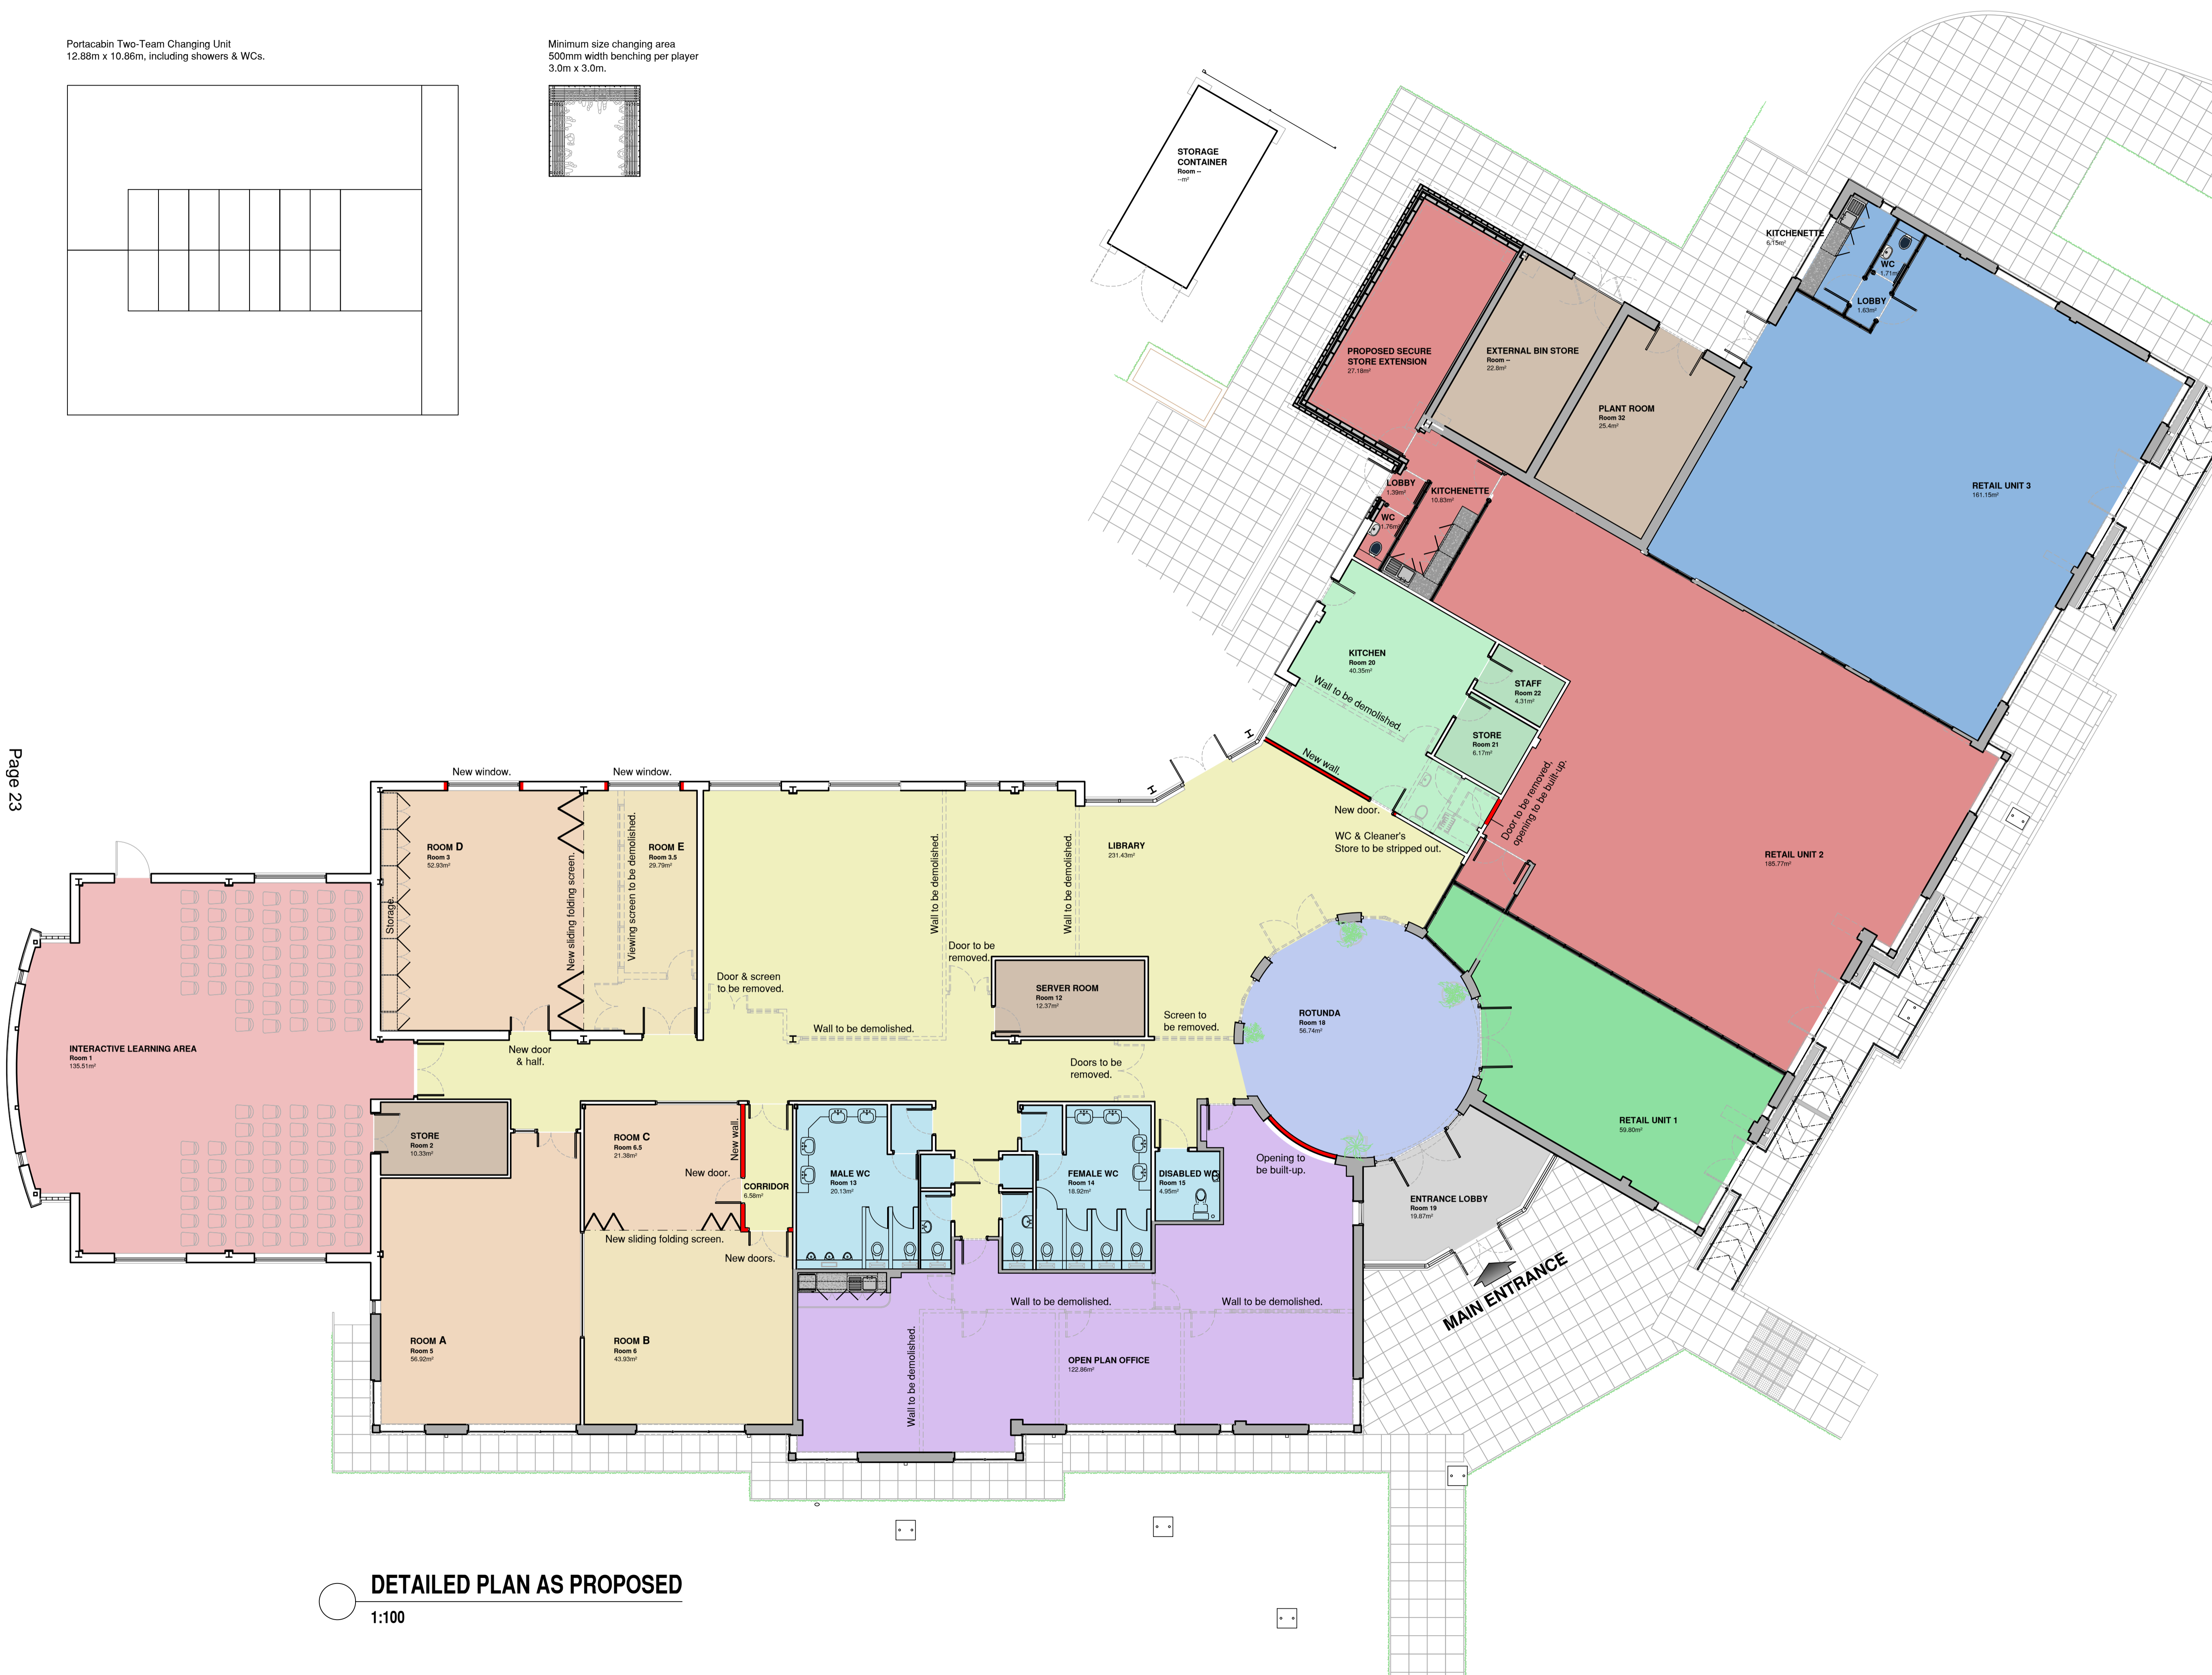 Portacabin Two-Team Changing Unit
12.88m x 10.86m, including showers & WCs.
Minimum size changing area
500mm width benching per player
3.0m x 3.0m.
STORAGE
CONTAINER
Room --
--m²
KITCHENETTE
6.15m²
WC
1.71m²
LOBBY
1.63m²
PROPOSED SECURE
STORE EXTENSION
27.18m²
EXTERNAL BIN STORE
Room --
22.8m²
PLANT ROOM
Room 32
25.4m²
RETAIL UNIT 3
161.15m²
LOBBY
1.39m²
KITCHENETTE
10.83m²
WC
1.76m²
KITCHEN
Room 20
40.35m²
Wall to be demolished.
STAFF
Room 22
4.31m²
STORE
Room 21
6.17m²
New wall.
New door.
WC & Cleaner's
Store to be stripped out.
Door to be removed,
opening to be built-up.
RETAIL UNIT 2
185.77m²
Page 23
New window.
New window.
ROOM D
Room 3
52.93m²
Storage.
New sliding folding screen.
Viewing screen to be demolished.
ROOM E
Room 3.5
29.79m²
LIBRARY
231.43m²
Wall to be demolished.
Wall to be demolished.
Door to be
removed.
Door & screen
to be removed.
Wall to be demolished.
SERVER ROOM
Room 12
12.37m²
Screen to
be removed.
Doors to be
removed.
ROTUNDA
Room 18
56.74m²
INTERACTIVE LEARNING AREA
Room 1
135.51m²
New door
& half.
STORE
Room 2
10.33m²
ROOM C
Room 6.5
21.38m²
New wall.
New door.
CORRIDOR
6.58m²
New sliding folding screen.
New doors.
MALE WC
Room 13
20.13m²
FEMALE WC
Room 14
18.92m²
DISABLED WC
Room 15
4.95m²
Opening to
be built-up.
RETAIL UNIT 1
59.80m²
ENTRANCE LOBBY
Room 19
19.87m²
MAIN ENTRANCE
Wall to be demolished.
Wall to be demolished.
Wall to be demolished.
ROOM A
Room 5
56.92m²
ROOM B
Room 6
43.93m²
OPEN PLAN OFFICE
122.86m²
DETAILED PLAN AS PROPOSED
1:100